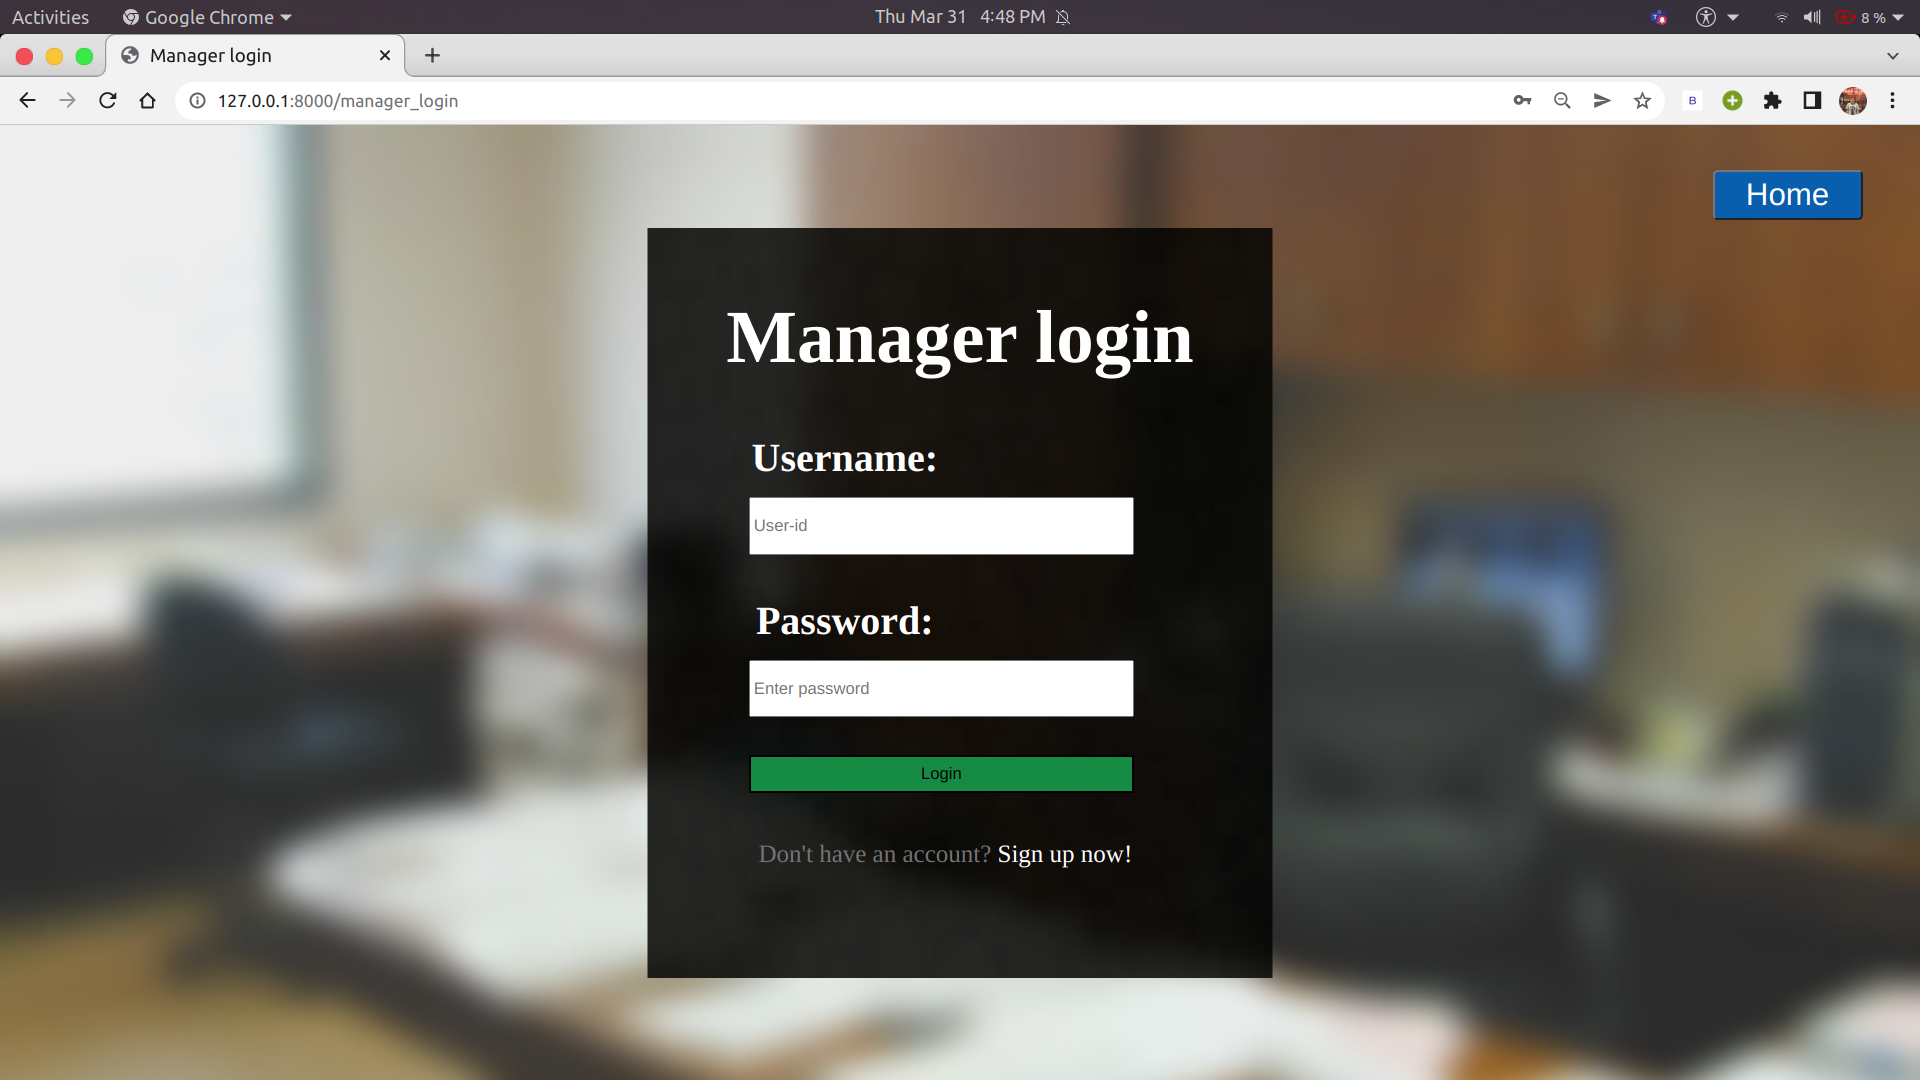 Activities
Google Chrome
Thu Mar 31 4:48 PM
8 %
Manager login
127.0.0.1:8000/manager_login
B
Home
Manager login
Username:
User-id
Password:
Enter password
Login
Don't have an account? Sign up now!